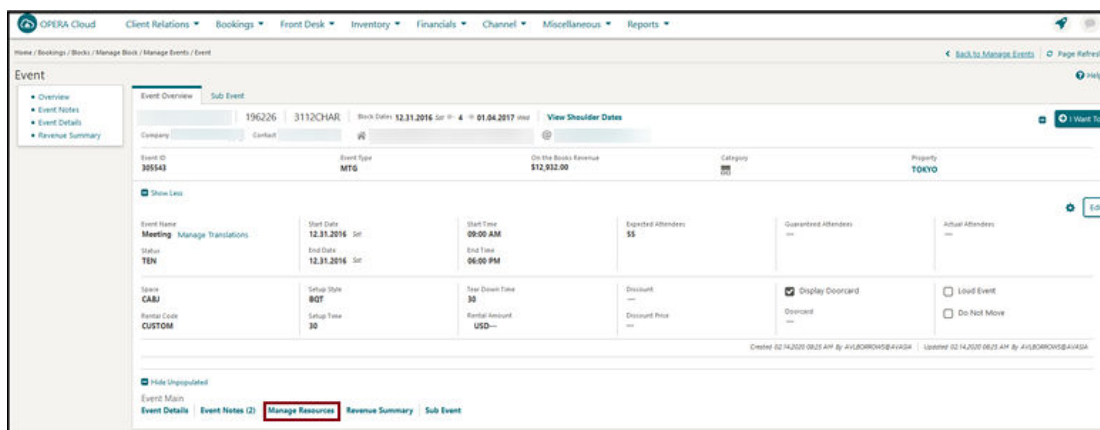 OPERA Cloud Client Relations Bookings Front Desk Inventory Financials Channel Miscellaneous Reports
Home / Bookings / Blocks / Manage Block / Manage Events / Event Back to Manage Events Page Refresh
Event Help
Overview
Event Notes
Event Details
Revenue Summary
Event Overview Sub Event
196226 3112CHAR Block Dates 12.31.2016 Sat 4 01.04.2017 Wed View Shoulder Dates I Want To
Company Contact @
Event ID Event Type On the Books Revenue Category Property
305543 MTG $12,932.00 TOKYO
Show Less
Edi
Event Name Start Date Start Time Expected Attendees Guaranteed Attendees Actual Attendees
Meeting Manage Translations 12.31.2016 Sat 09:00 AM 55 — —
Status End Date End Time
TEN 12.31.2016 Sat 06:00 PM
Space Setup Style Tear Down Time Discount Display Doorcard Loud Event
CABJ BQT 30 —
Rental Code Setup Time Rental Amount Discount Price Doorcard Do Not Move
CUSTOM 30 USD— — —
Created 02.14.2020 08:25 AM By AVLBORROWS@AVASIA Updated 02.14.2020 08:25 AM By AVLBORROWS@AVASIA
Hide Unpopulated
Event Main
Event Details Event Notes (2) Manage Resources Revenue Summary Sub Event